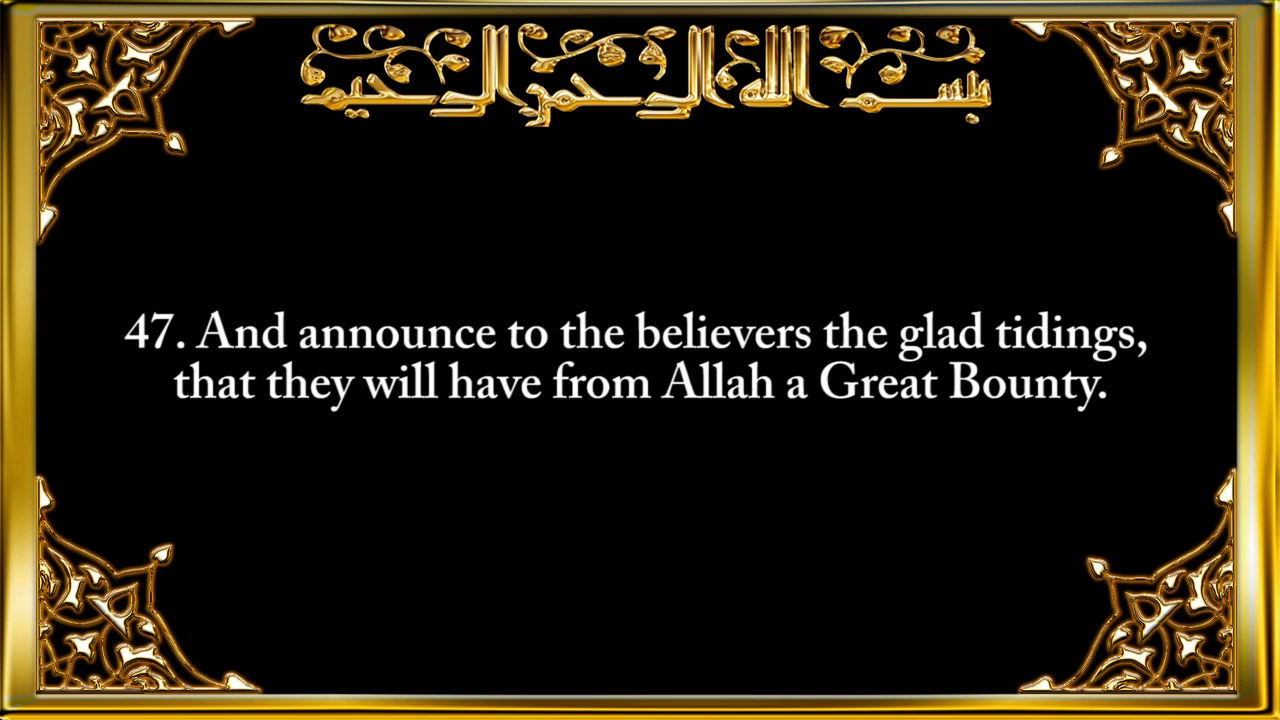 بسم الله الرحمن الرحيم
47. And announce to the believers the glad tidings,
that they will have from Allah a Great Bounty.